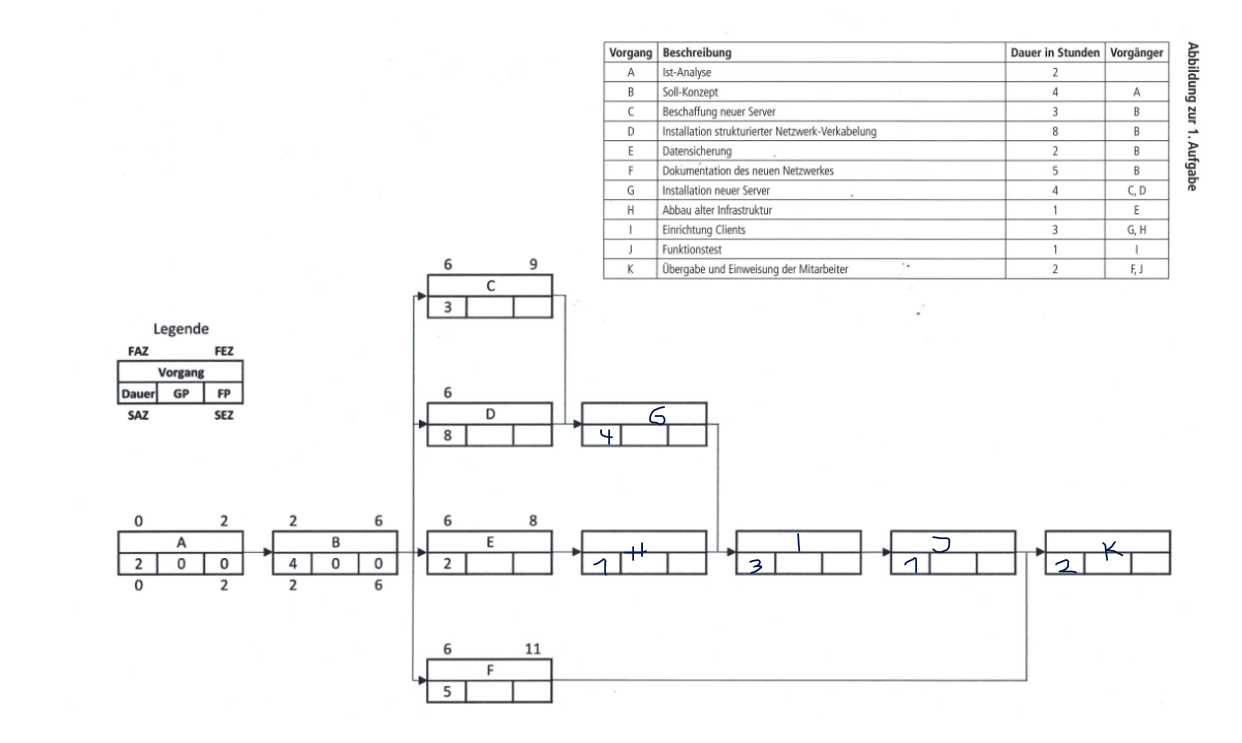 Abbildung zur 1. Aufgabe
Vorgang Beschreibung Dauer in Stunden Vorgänger
A Ist-Analyse 2
B Soll-Konzept 4 A
C Beschaffung neuer Server 3 B
D Installation strukturierter Netzwerk-Verkabelung 8 B
E Datensicherung 2 B
F Dokumentation des neuen Netzwerkes 5 B
G Installation neuer Server 4 C, D
H Abbau alter Infrastruktur 1 E
I Einrichtung Clients 3 G, H
J Funktionstest 1 I
K Übergabe und Einweisung der Mitarbeiter 2 F, J
Legende
FAZ FEZ
Vorgang
Dauer GP FP
SAZ SEZ
6 9
C
3
6
D
8
G
4
0 2
A
2 0 0
0 2
2 6
B
4 0 0
2 6
6 8
E
2
H
1
I
3
J
1
K
2
6 11
F
5